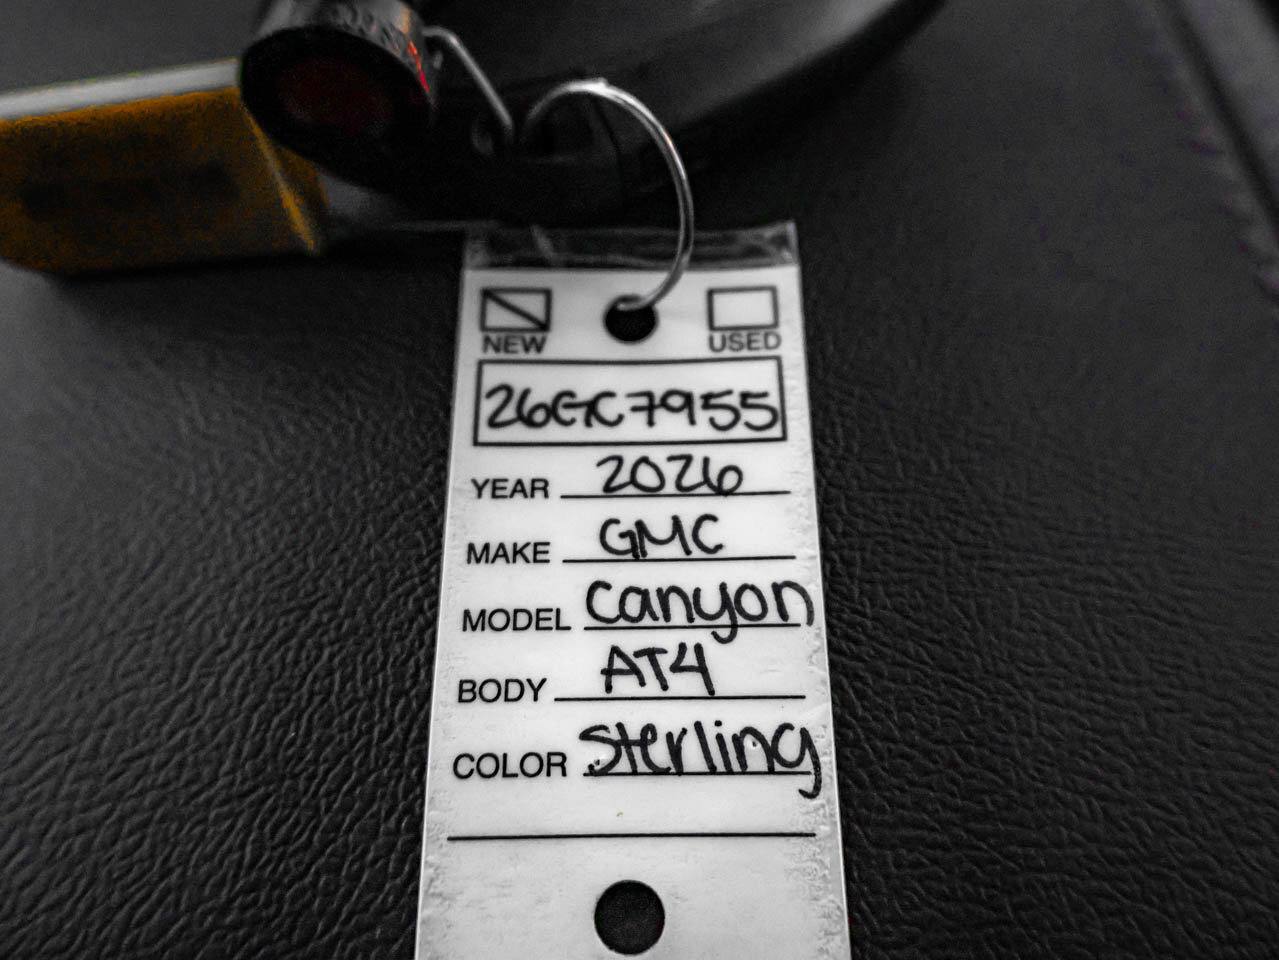 NEW USED
26GC7955
YEAR 2026
MAKE GMC
MODEL Canyon
BODY AT4
COLOR Sterling